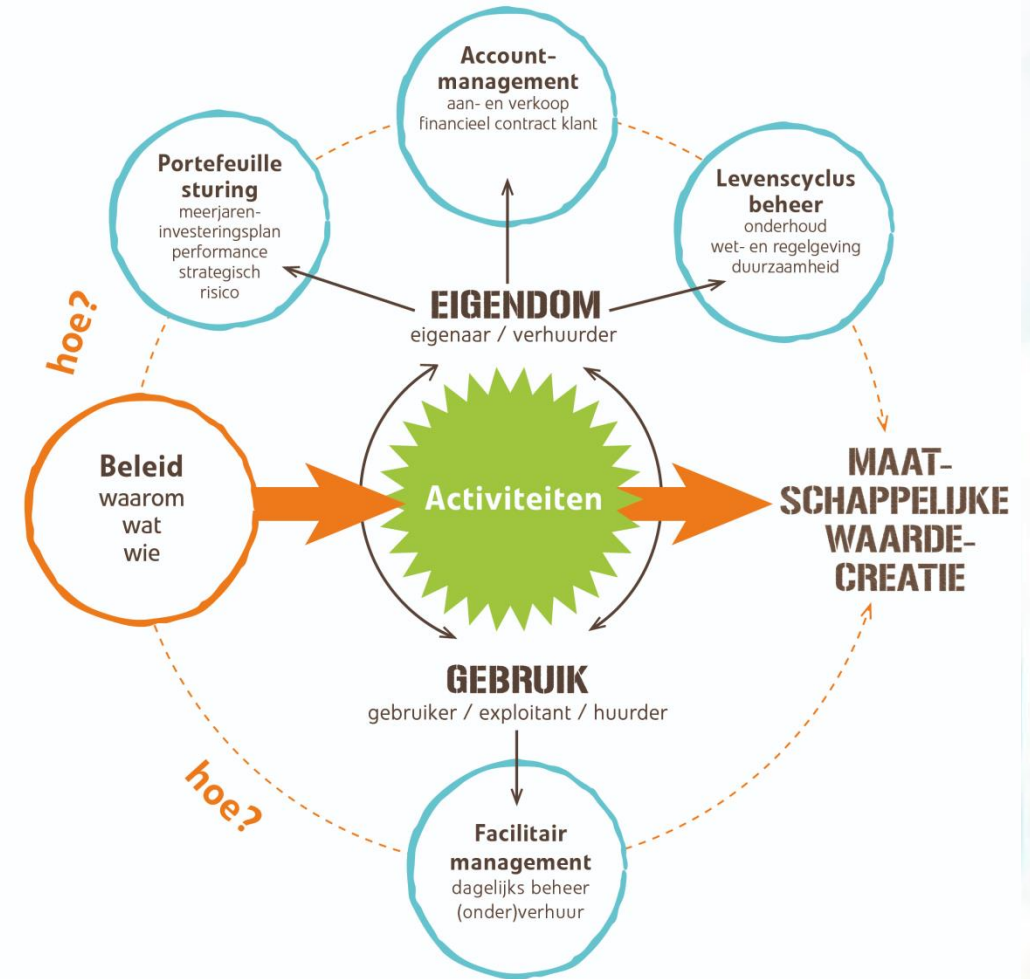 Account-
management
aan- en verkoop
financieel contract klant
Portefeuille
sturing
meerjaren-
investeringsplan
performance
strategisch
risico
Levenscyclus
beheer
onderhoud
wet- en regelgeving
duurzaamheid
EIGENDOM
eigenaar / verhuurder
hoe?
Beleid
waarom
wat
wie
Activiteiten
MAAT-
SCHAPPELIJKE
WAARDE-
CREATIE
GEBRUIK
gebruiker / exploitant / huurder
hoe?
Facilitair
management
dagelijks beheer
(onder)verhuur